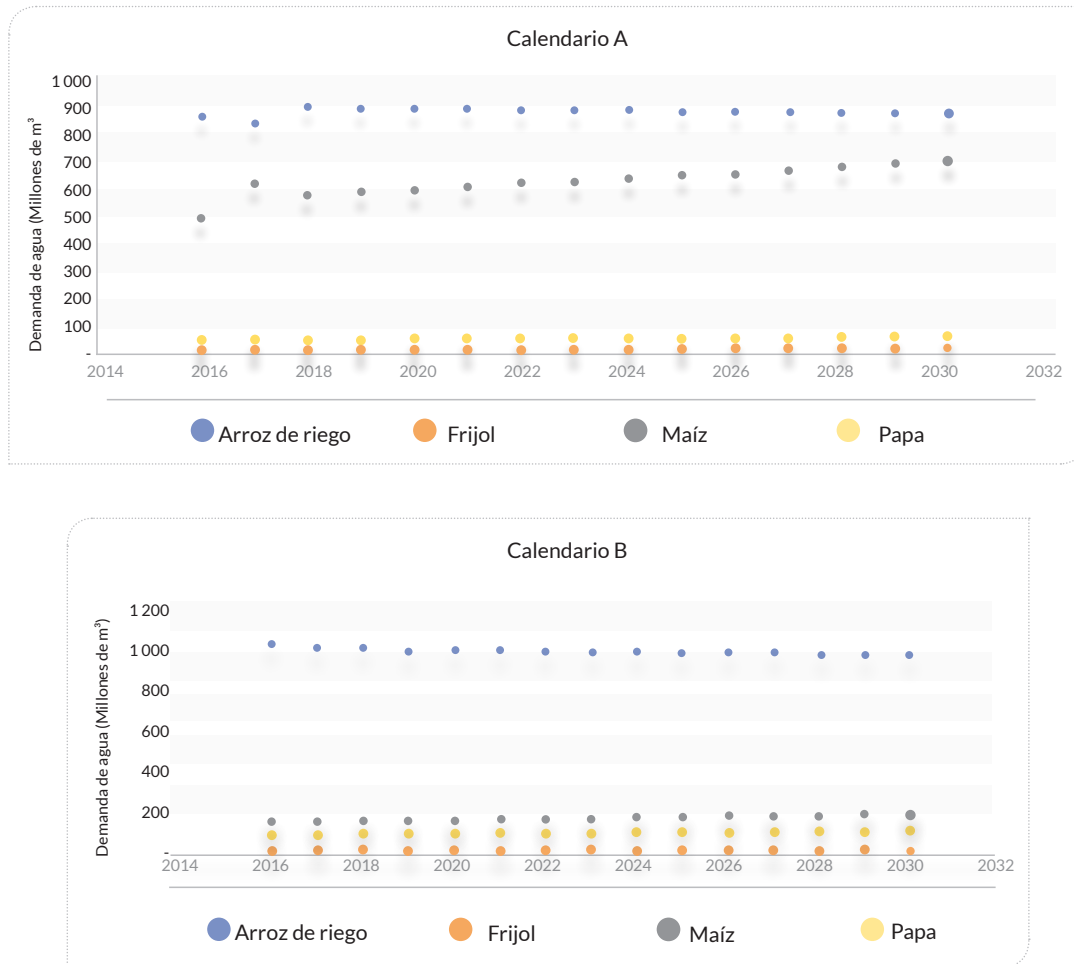 Calendario A
Demanda de agua (Millones de m³
1 000
900
800
700
600
500
400
300
200
100
-
2014 2016 2018 2020 2022 2024 2026 2028 2030 2032
Arroz de riego Frijol Maíz Papa
Calendario B
Demanda de agua (Millones de m³)
1 200
1 000
800
600
400
200
-
2014 2016 2018 2020 2022 2024 2026 2028 2030 2032
Arroz de riego Frijol Maíz Papa